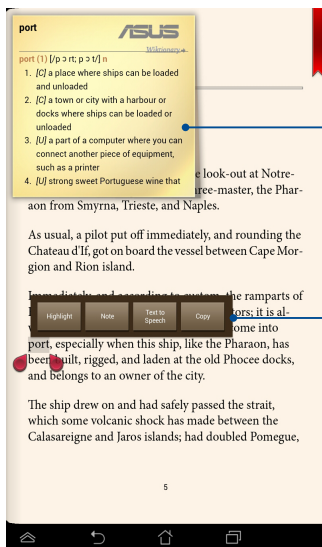 port
ASUS
Wiktionary
port (1) [/p ɔ rt; p ɔ t/] n
1. [C] a place where ships can be loaded
and unloaded
2. [C] a town or city with a harbour or
docks where ships can be loaded or
unloaded
3. [U] a part of a computer where you can
connect another piece of equipment,
such as a printer
4. [U] strong sweet Portuguese wine that
e look-out at Notre-
ree-master, the Phar-
aon from Smyrna, Trieste, and Naples.
As usual, a pilot put off immediately, and rounding the
Chateau d'If, got on board the vessel between Cape Mor-
gion and Rion island.
Immediately and according to custom, the ramparts of
tors; it is al-
ome into
Highlight
Note
Text to
Speech
Copy
port, especially when this ship, like the Pharaon, has
been built, rigged, and laden at the old Phocee docks,
and belongs to an owner of the city.
The ship drew on and had safely passed the strait,
which some volcanic shock has made between the
Calasareigne and Jaros islands; had doubled Pomegue,
5